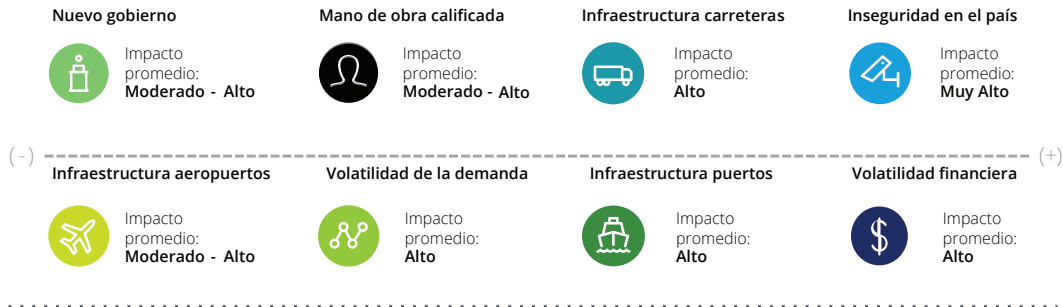 Nuevo gobierno
Impacto
promedio:
Moderado - Alto
Mano de obra calificada
Impacto
promedio:
Moderado - Alto
Infraestructura carreteras
Impacto
promedio:
Alto
Inseguridad en el país
Impacto
promedio:
Muy Alto
(-)
(+)
Infraestructura aeropuertos
Impacto
promedio:
Moderado - Alto
Volatilidad de la demanda
Impacto
promedio:
Alto
Infraestructura puertos
Impacto
promedio:
Alto
Volatilidad financiera
$
Impacto
promedio:
Alto